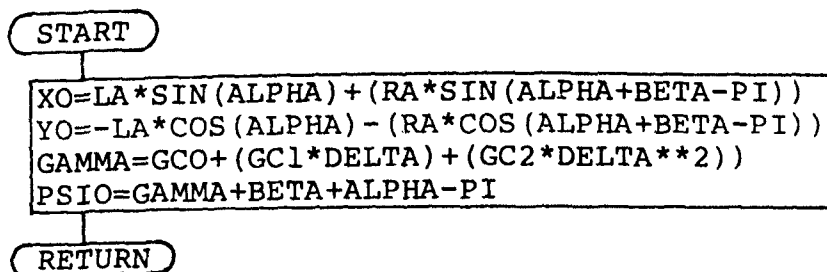 START
XO=LA*SIN(ALPHA)+(RA*SIN(ALPHA+BETA-PI))
YO=-LA*COS(ALPHA)-(RA*COS(ALPHA+BETA-PI))
GAMMA=GCO+(GC1*DELTA)+(GC2*DELTA**2))
PSIO=GAMMA+BETA+ALPHA-PI
RETURN